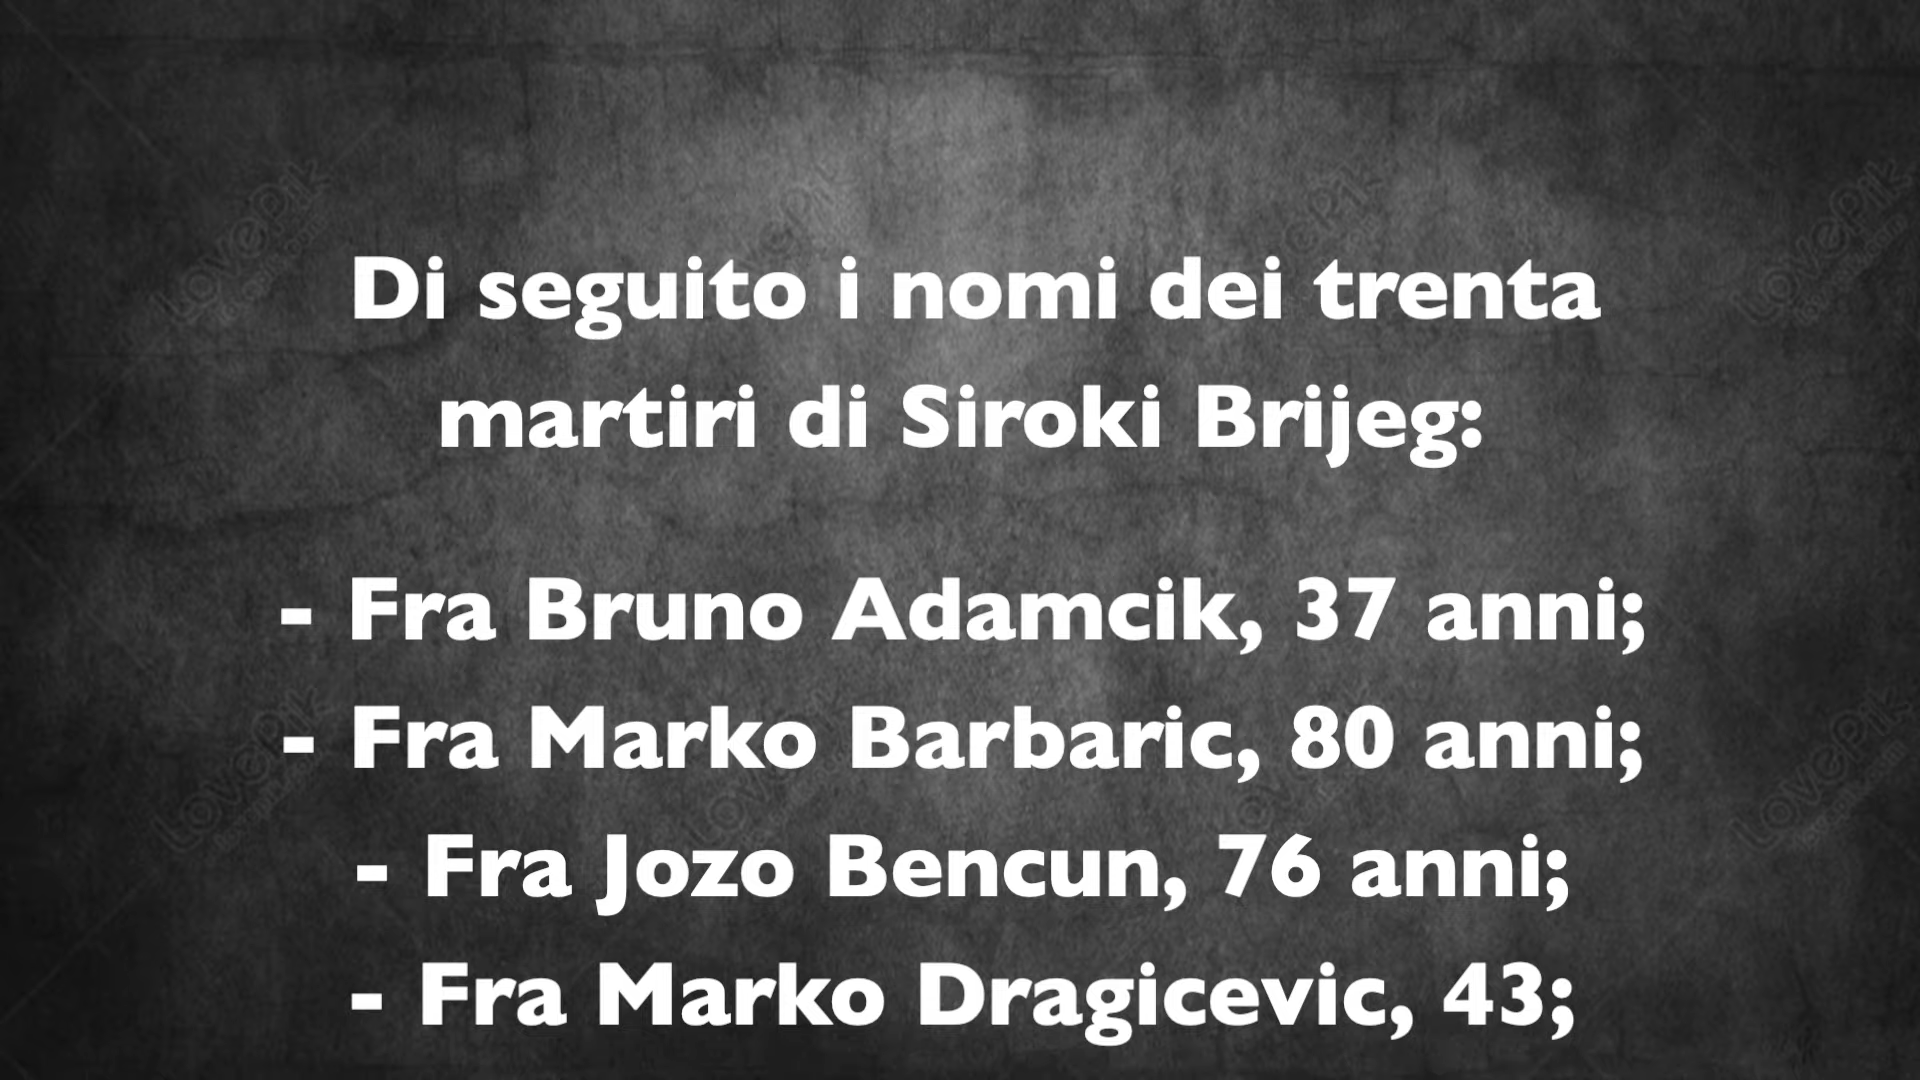 Di seguito i nomi dei trenta
martiri di Siroki Brijeg:
- Fra Bruno Adamcik, 37 anni;
- Fra Marko Barbaric, 80 anni;
- Fra Jozo Bencun, 76 anni;
- Fra Marko Dragicevic, 43;